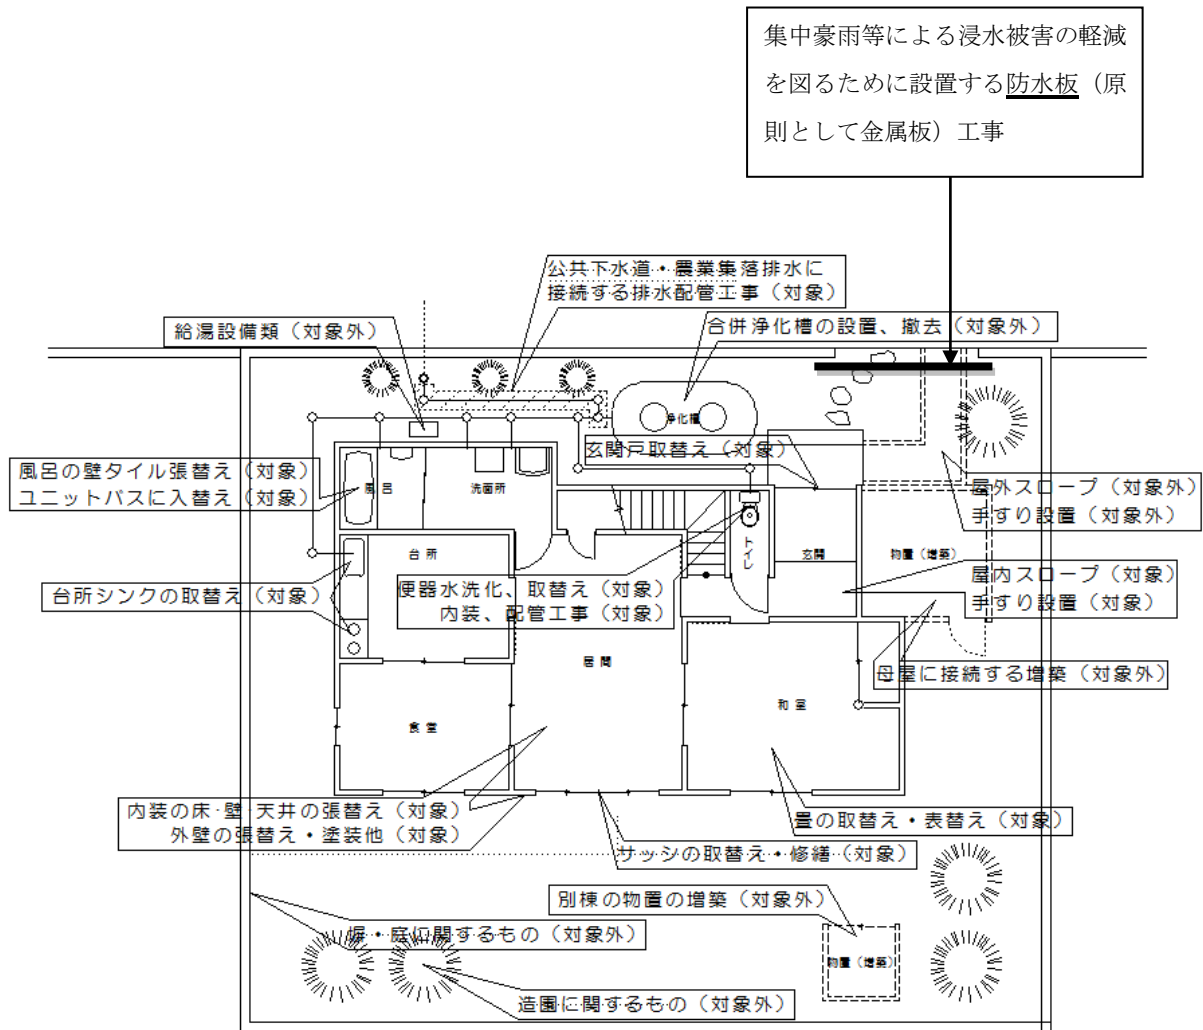 集中豪雨等による浸水被害の軽減
を図るために設置する防水板（原
則として金属板）工事
公共下水道・農業集落排水に
接続する排水配管工事（対象）
給湯設備類（対象外）
合併浄化槽の設置、撤去（対象外）
浄化槽
玄関戸取替え（対象）
風呂の壁タイル張替え（対象）
ユニットバスに入替え（対象）
風呂
洗面所
屋外スロープ（対象外）
手すり設置（対象外）
トイレ
台所
玄関
物置（増築）
屋内スロープ（対象）
手すり設置（対象）
台所シンクの取替え（対象）
便器水洗化、取替え（対象）
内装、配管工事（対象）
居間
母屋に接続する増築（対象外）
和室
食堂
内装の床・壁・天井の張替え（対象）
外壁の張替え・塗装他（対象）
畳の取替え・表替え（対象）
サッシの取替え・修繕（対象）
別棟の物置の増築（対象外）
塀・庭に関するもの（対象外）
物置（増築）
造園に関するもの（対象外）